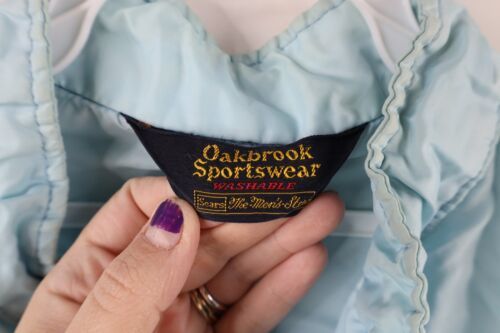 Oakbrook
Sportswear
WASHABLE
Sears The Men's Store